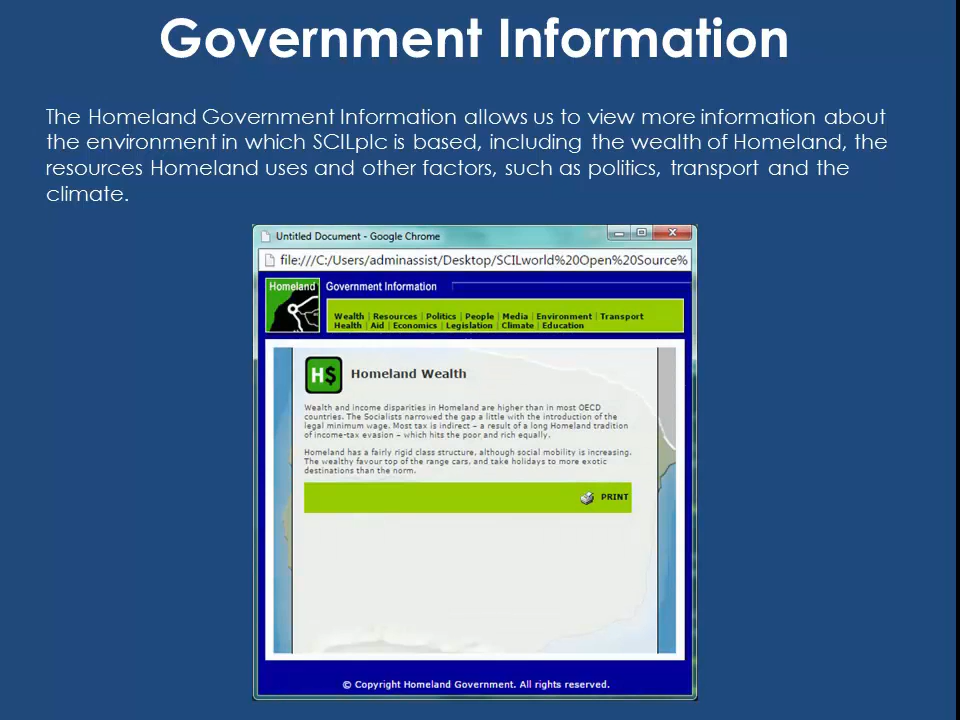 Government Information
The Homeland Government Information allows us to view more information about
the environment in which SCILplc is based, including the wealth of Homeland, the
resources Homeland uses and other factors, such as politics, transport and the
climate.
Untitled Document - Google Chrome
file:///C:/Users/adminassist/Desktop/SCILworld%20Open%20Source%
Homeland Government Information
Wealth | Resources | Politics | People | Media | Environment | Transport
Health | Aid | Economics | Legislation | Climate | Education
H$ Homeland Wealth
Wealth and income disparities in Homeland are higher than in most OECD
countries. The Socialists narrowed the gap a little with the introduction of the
legal minimum wage. Most tax is indirect – a result of a long Homeland tradition
of income-tax evasion – which hits the poor and rich equally.
Homeland has a fairly rigid class structure, although social mobility is increasing.
The wealthy favour top of the range cars, and take holidays to more exotic
destinations than the norm.
PRINT
© Copyright Homeland Government. All rights reserved.